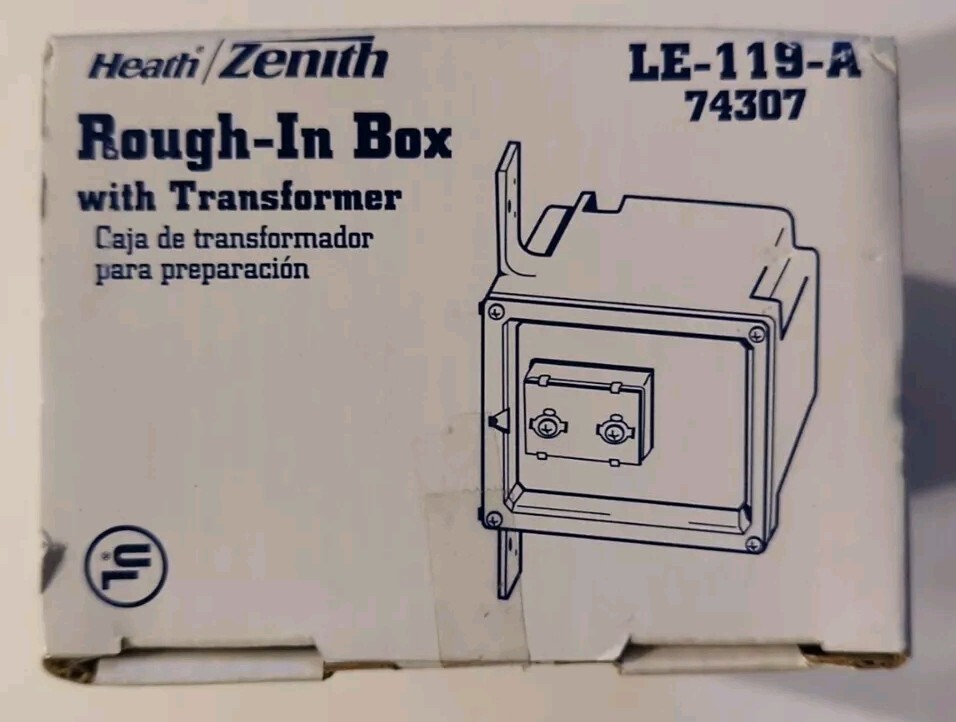 Heath®/Zenith
LE-119-A
74307
Rough-In Box
with Transformer
Caja de transformador
para preparación
UL®